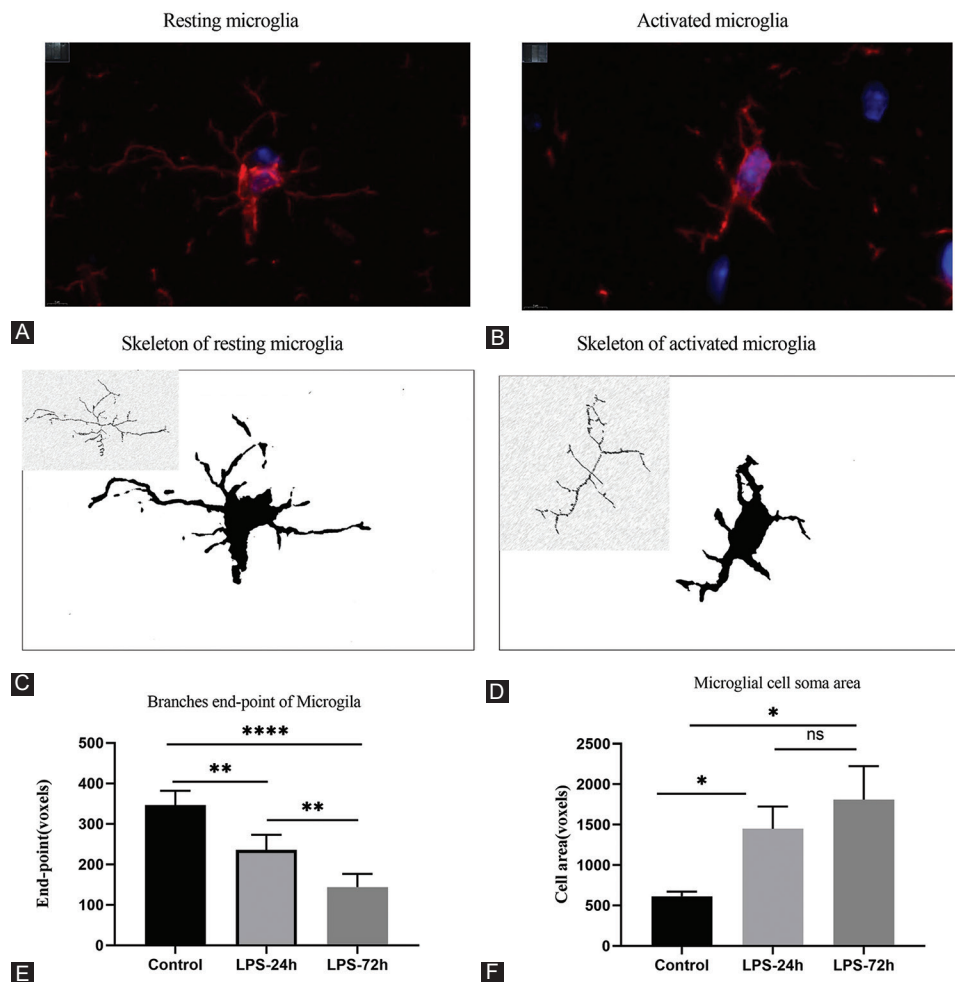 Resting microglia
Activated microglia
A
B
Skeleton of resting microglia
Skeleton of activated microglia
C
D
Branches end-point of Microgila
****
**
**
End-point(voxels)
500
400
300
200
100
0
Control
LPS-24h
LPS-72h
E
Microglial cell soma area
*
ns
*
Cell area(voxels)
2500
2000
1500
1000
500
0
Control
LPS-24h
LPS-72h
F